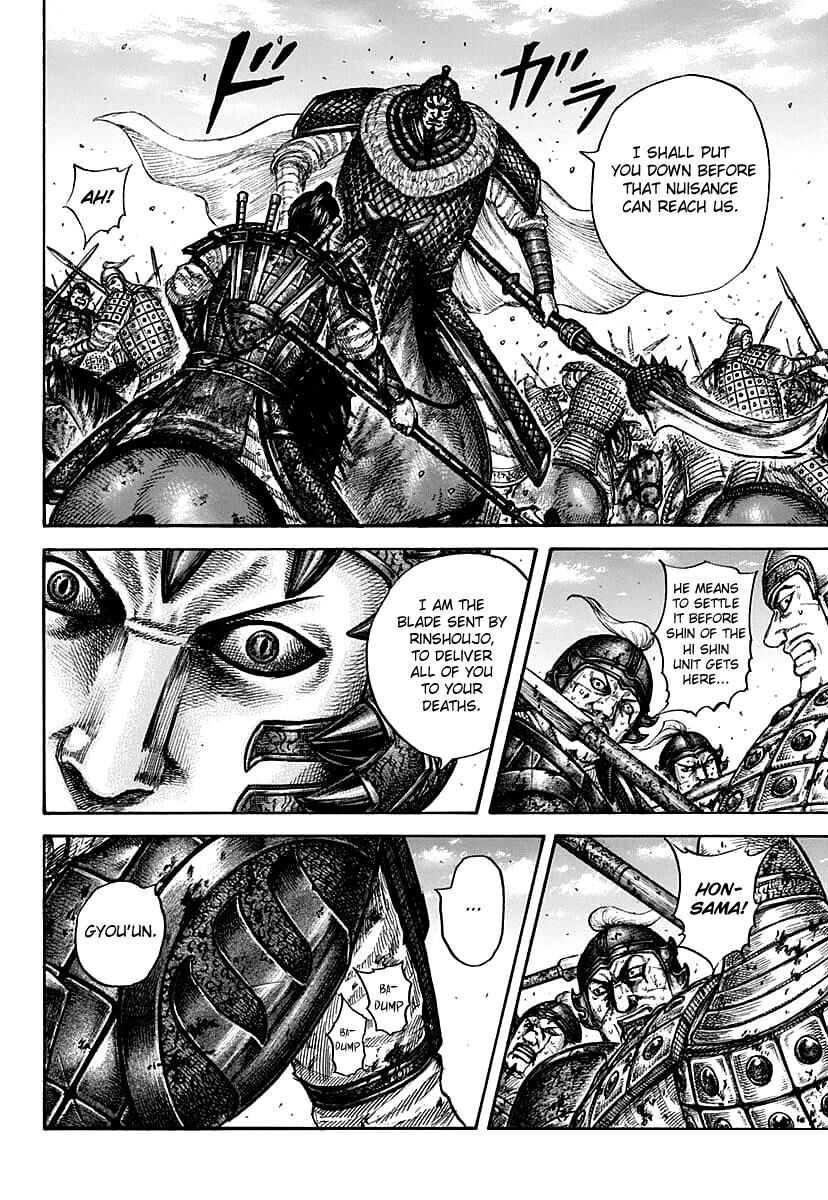 ドガラ
I SHALL PUT
YOU DOWN BEFORE
THAT NUISANCE
CAN REACH US.
AH!
HE MEANS
TO SETTLE
IT BEFORE
SHIN OF THE
HI SHIN
UNIT GETS
HERE...
I AM THE
BLADE SENT BY
RINSHOUJO,
TO DELIVER
ALL OF YOU
TO YOUR
DEATHS.
HON-
SAMA!
...
BA-
DUMP
BA-
DUMP
GYOU'UN.